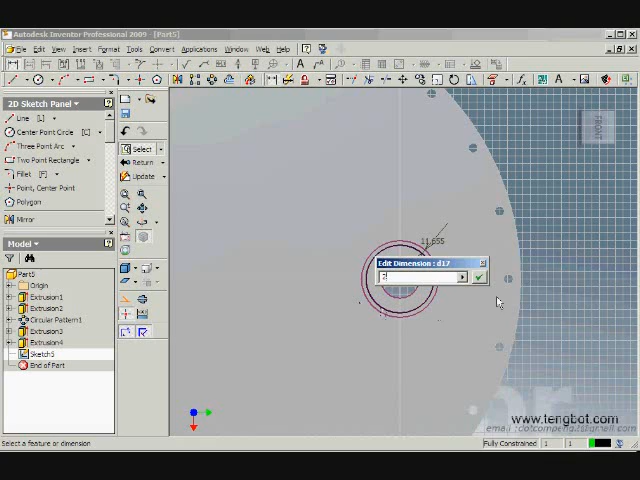 Autodesk Inventor Professional 2009 - [Part5]
File Edit View Insert Format Tools Convert Applications Window Web Help
2D Sketch Panel
Line [L]
Center Point Circle [C]
Three Point Arc
Two Point Rectangle
Fillet [F]
Point, Center Point
Polygon
Mirror
Select
Return
Update
Model
Part5
Origin
Extrusion1
Extrusion2
Circular Pattern1
Extrusion3
Extrusion4
Sketch5
End of Part
FRONT
11,655
Edit Dimension : d17
www.tengbot.com
Select a feature or dimension
Fully Constrained 1 1